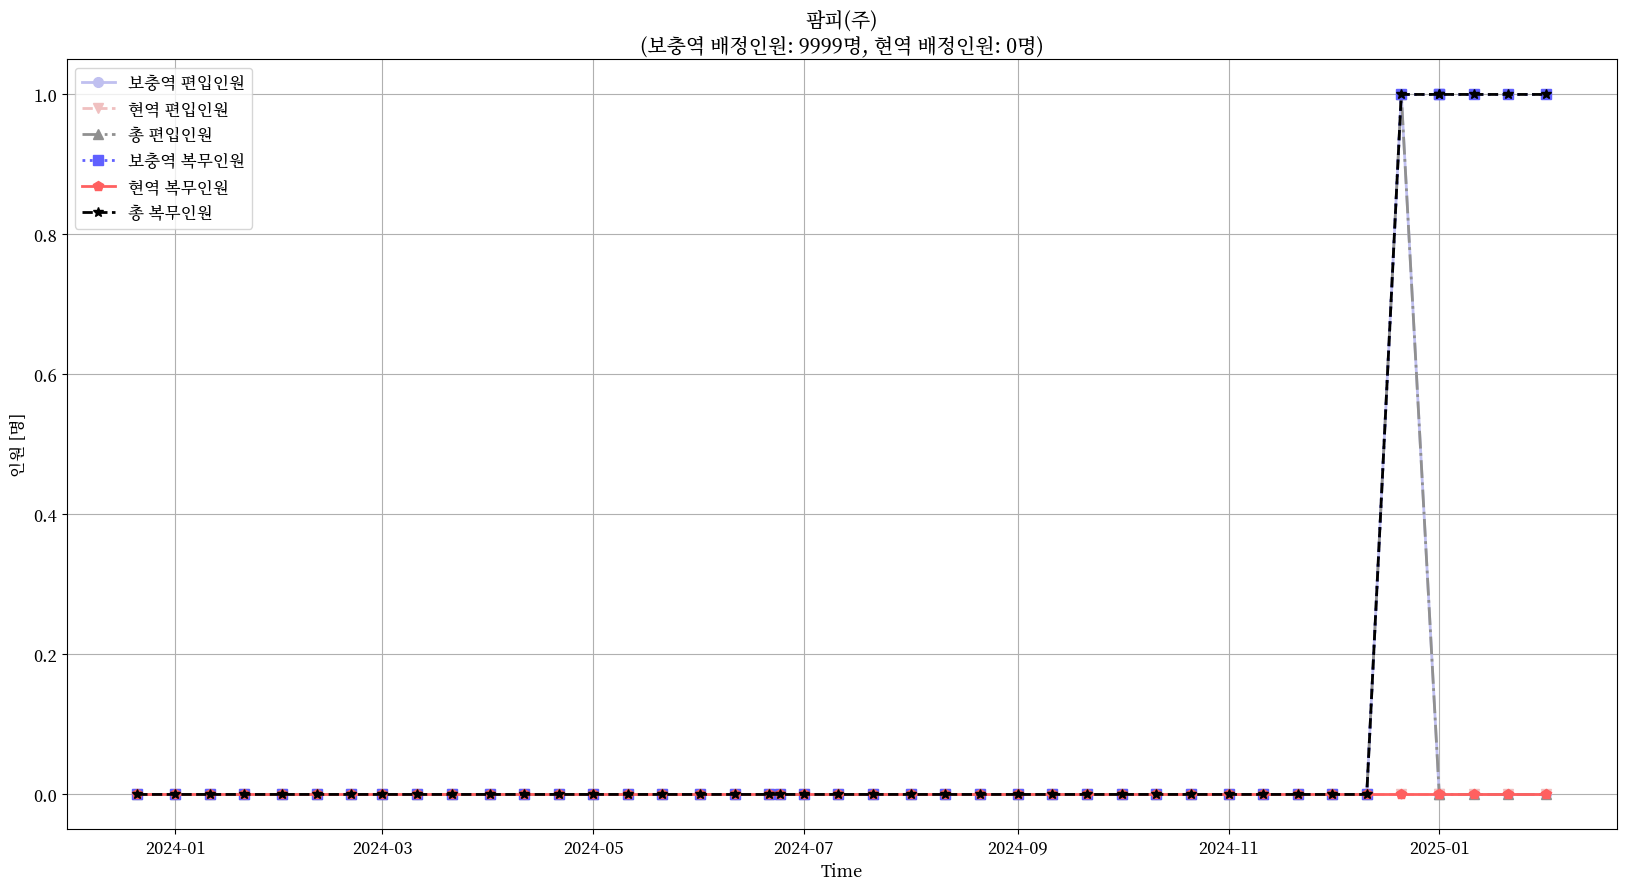 팜피(주)
(보충역 배정인원: 9999명, 현역 배정인원: 0명)
보충역 편입인원
현역 편입인원
총 편입인원
보충역 복무인원
현역 복무인원
총 복무인원
1.0
0.8
0.6
0.4
0.2
0.0
인원 [명]
2024-01
2024-03
2024-05
2024-07
2024-09
2024-11
2025-01
Time